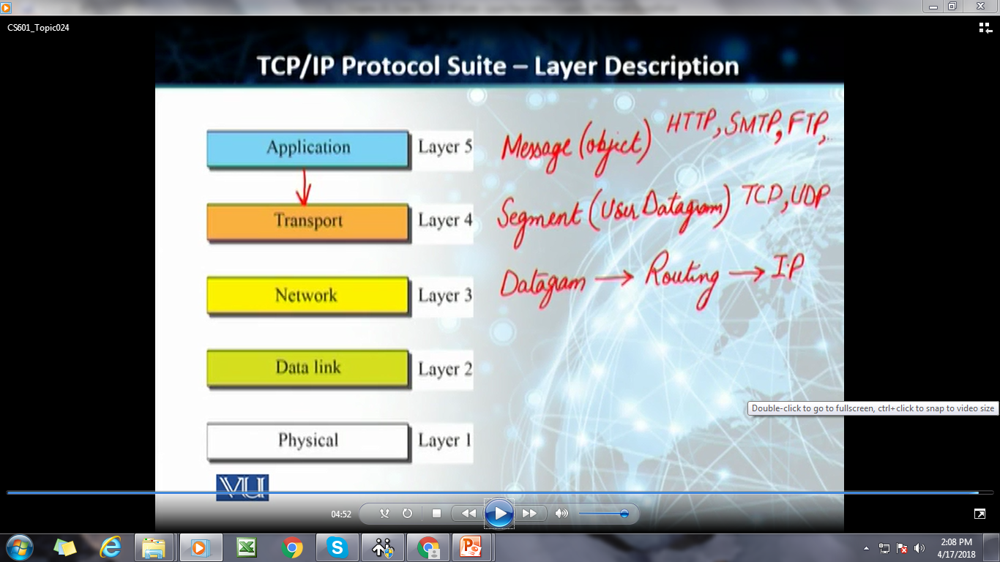 CS601_Topic024
TCP/IP Protocol Suite – Layer Description
Application Layer 5 Message (object) HTTP, SMTP, FTP, ..
Transport Layer 4 Segment (User Datagram) TCP, UDP
Network Layer 3 Datagram → Routing → IP
Data link Layer 2
Double-click to go to fullscreen, ctrl+click to snap to video size
Physical Layer 1
VU
04:52
2:08 PM
4/17/2018